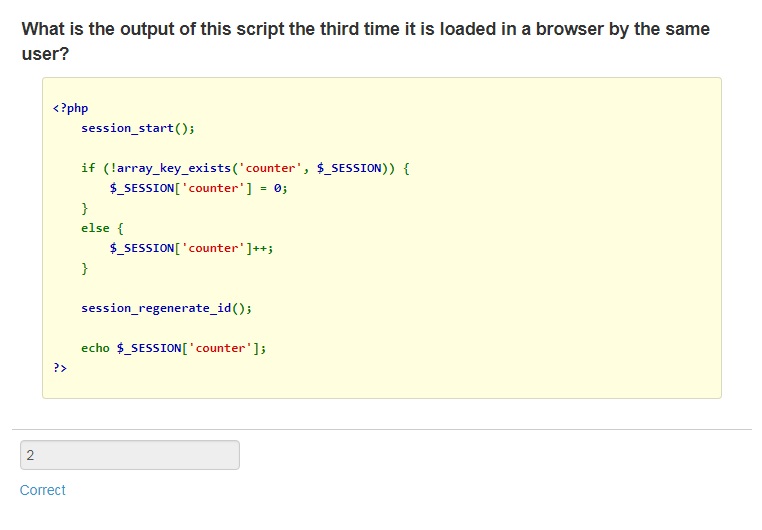 What is the output of this script the third time it is loaded in a browser by the same
user?
<?php
session_start();
if (!array_key_exists('counter', $_SESSION)) {
$_SESSION['counter'] = 0;
}
else {
$_SESSION['counter']++;
}
session_regenerate_id();
echo $_SESSION['counter'];
?>
2
Correct